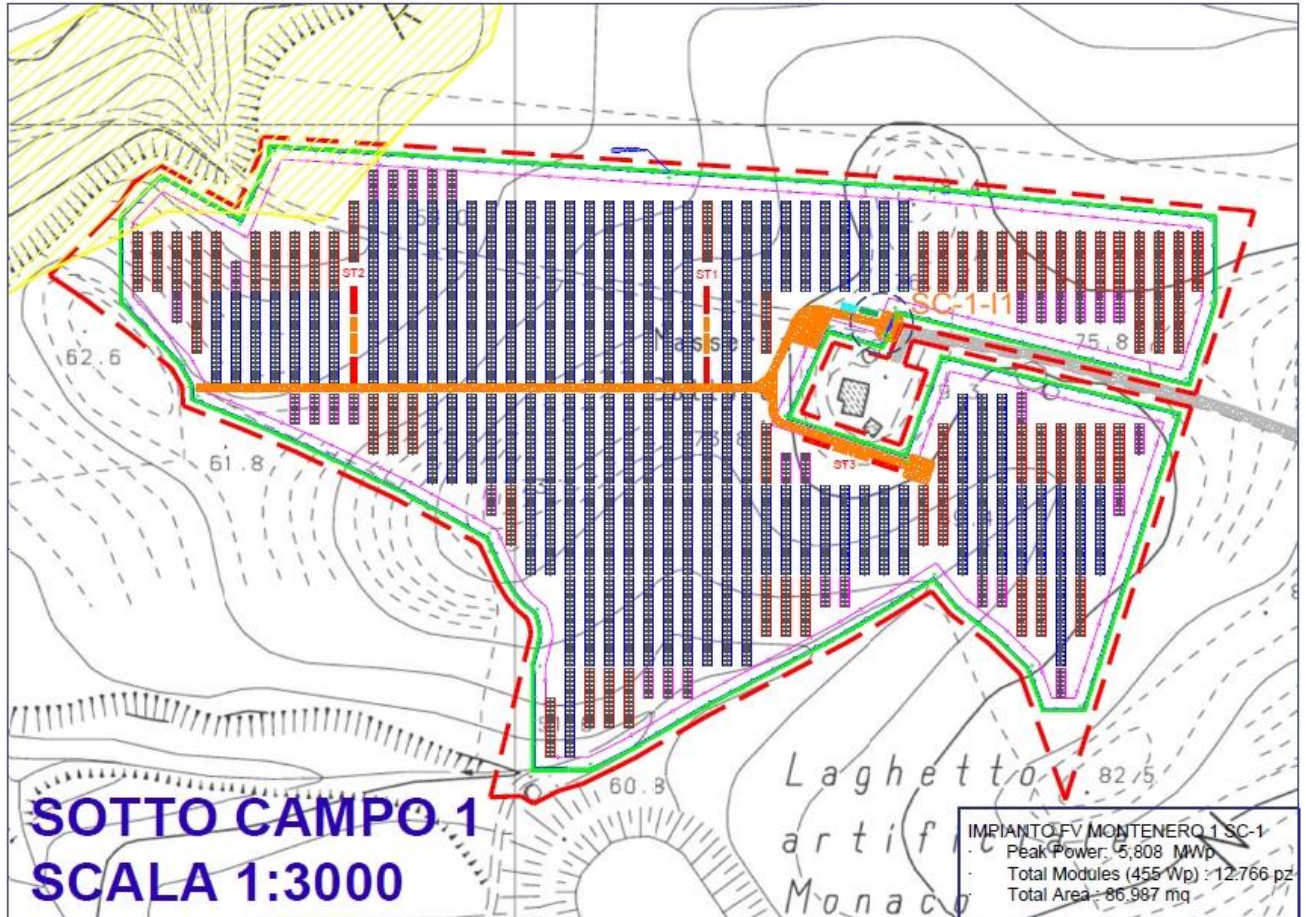 ST2
ST1
SC-1-I1
62.6
75.8
61.8
73.8
ST3
Laghetto
82.5
60.8
SOTTO CAMPO 1
SCALA 1:3000
artific
Monaco
IMPIANTO FV MONTENERO 1 SC-1
· Peak Power: 5,808 MWp
· Total Modules (455 Wp) : 12.766 pz
· Total Area : 86.987 mq